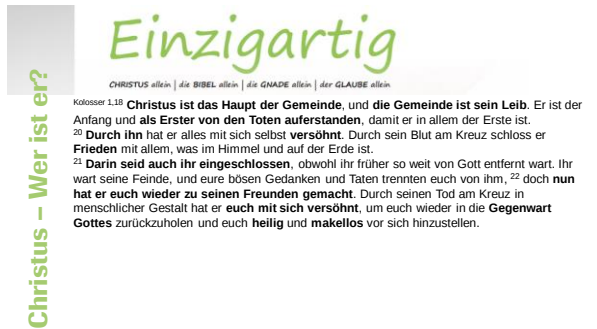 Einzigartig
CHRISTUS allein | die BIBEL allein | die GNADE allein | der GLAUBE allein
Christus – Wer ist er?
Kolosser 1,18 Christus ist das Haupt der Gemeinde, und die Gemeinde ist sein Leib. Er ist der
Anfang und als Erster von den Toten auferstanden, damit er in allem der Erste ist.
20 Durch ihn hat er alles mit sich selbst versöhnt. Durch sein Blut am Kreuz schloss er
Frieden mit allem, was im Himmel und auf der Erde ist.
21 Darin seid auch ihr eingeschlossen, obwohl ihr früher so weit von Gott entfernt wart. Ihr
wart seine Feinde, und eure bösen Gedanken und Taten trennten euch von ihm, 22 doch nun
hat er euch wieder zu seinen Freunden gemacht. Durch seinen Tod am Kreuz in
menschlicher Gestalt hat er euch mit sich versöhnt, um euch wieder in die Gegenwart
Gottes zurückzuholen und euch heilig und makellos vor sich hinzustellen.